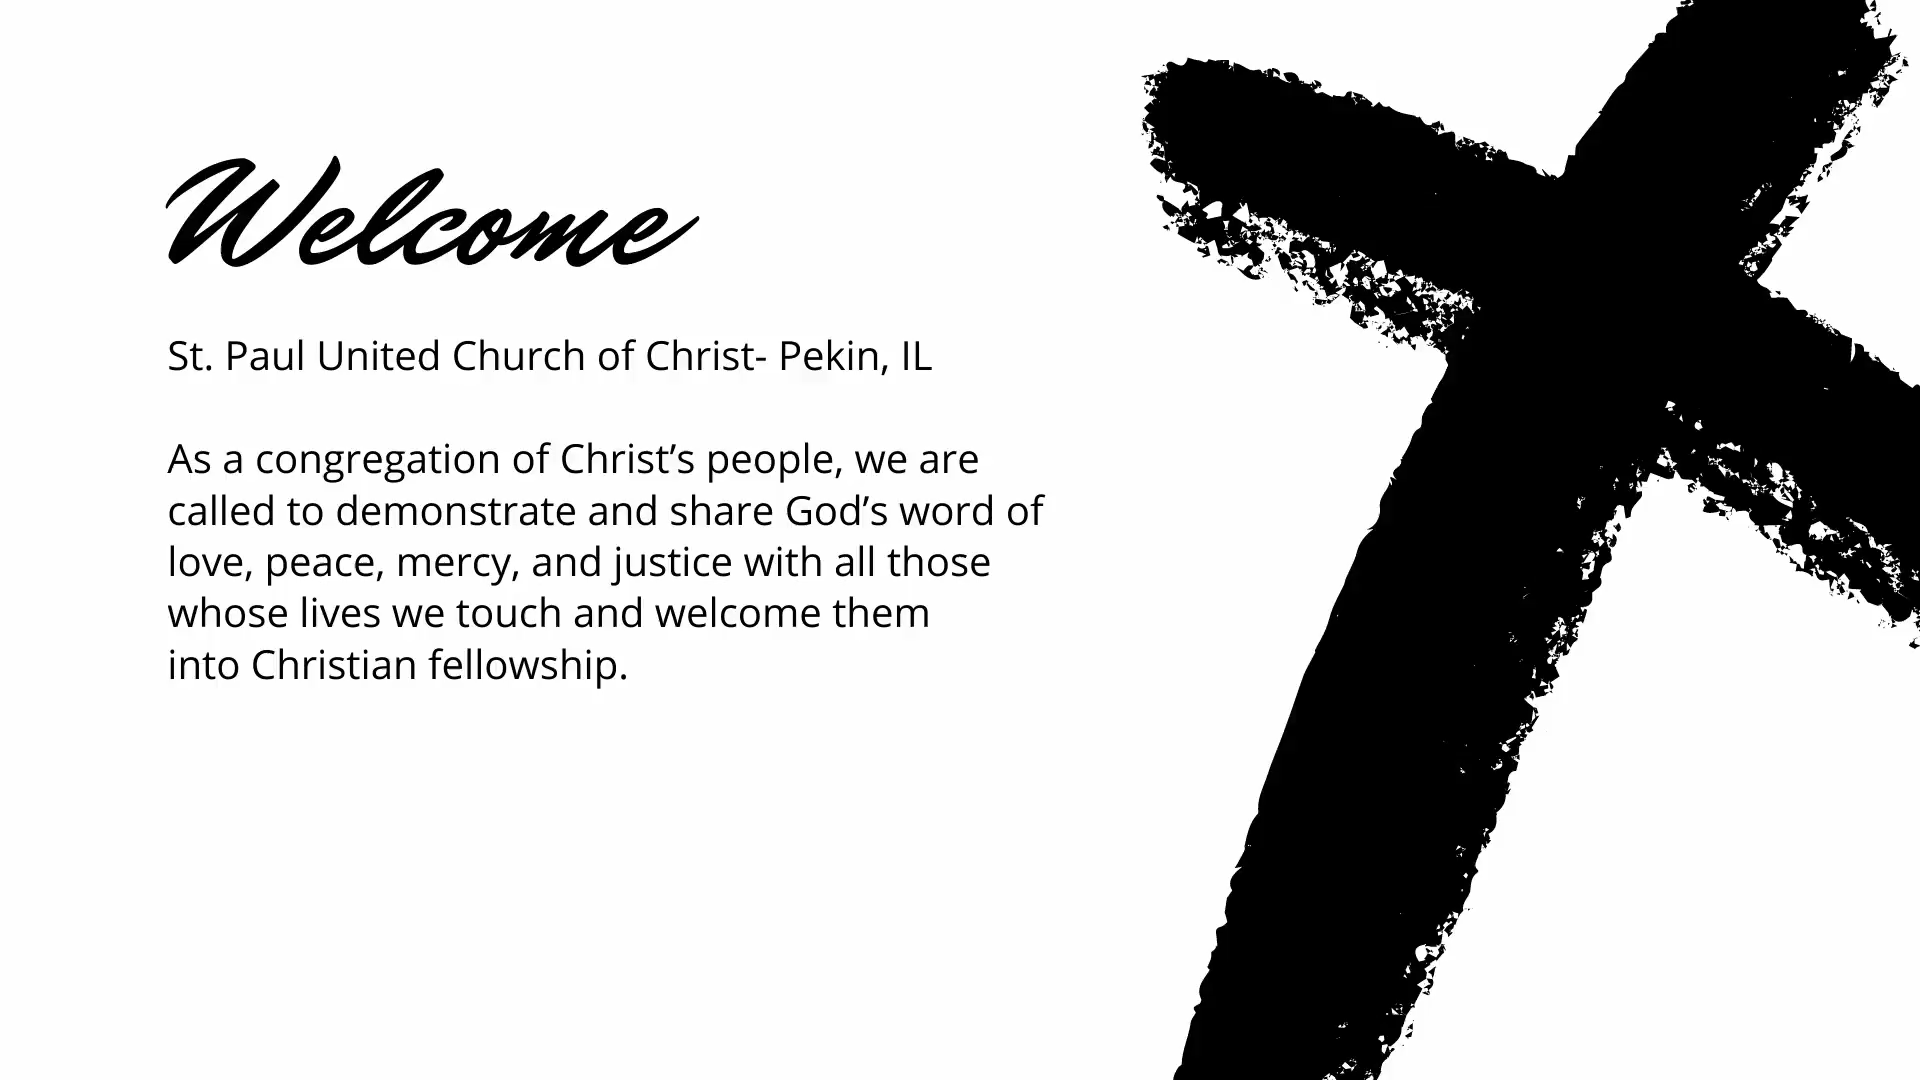 Welcome
St. Paul United Church of Christ- Pekin, IL
As a congregation of Christ’s people, we are
called to demonstrate and share God’s word of
love, peace, mercy, and justice with all those
whose lives we touch and welcome them
into Christian fellowship.